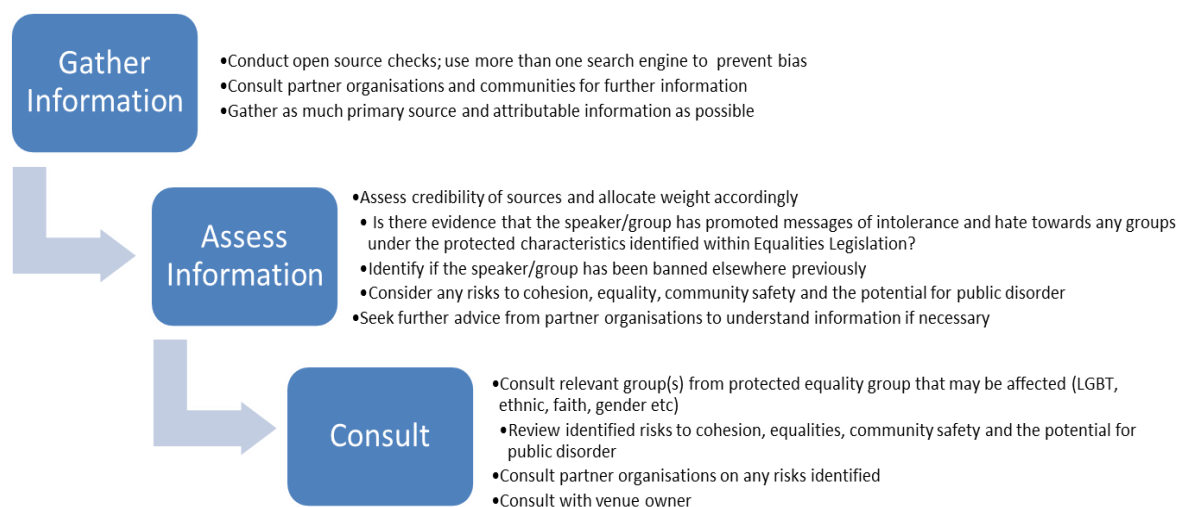 Gather
Information
•Conduct open source checks; use more than one search engine to prevent bias
•Consult partner organisations and communities for further information
•Gather as much primary source and attributable information as possible
Assess
Information
•Assess credibility of sources and allocate weight accordingly
• Is there evidence that the speaker/group has promoted messages of intolerance and hate towards any groups
under the protected characteristics identified within Equalities Legislation?
•Identify if the speaker/group has been banned elsewhere previously
•Consider any risks to cohesion, equality, community safety and the potential for public disorder
•Seek further advice from partner organisations to understand information if necessary
Consult
•Consult relevant group(s) from protected equality group that may be affected (LGBT,
ethnic, faith, gender etc)
•Review identified risks to cohesion, equalities, community safety and the potential for
public disorder
•Consult partner organisations on any risks identified
•Consult with venue owner